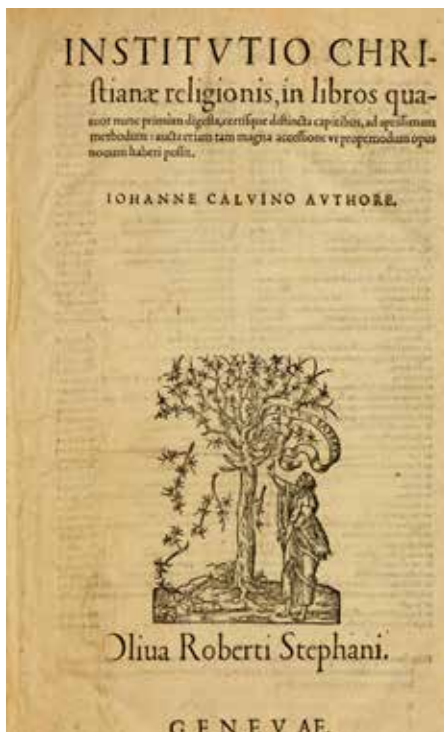 INSTITVTIO CHRI-
stianæ religionis, in libros qua-
tuor nunc primùm digesta, certisque distincta capitibus, ad aptissimam
methodum: aucta etiam tam magna accessione vt propemodum opus
nouum haberi possit.
IOHANNE CALVINO AVTHORE.
Oliua Roberti Stephani.
GENEVAE.